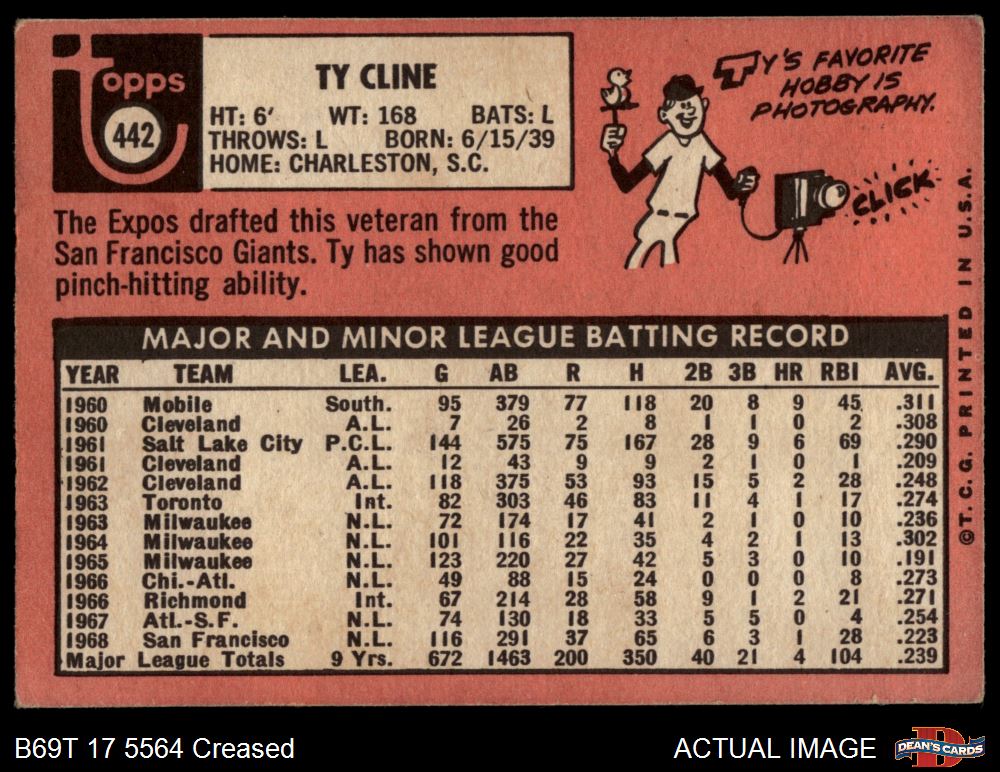 Topps
442
TY CLINE
HT: 6' WT: 168 BATS: L
THROWS: L BORN: 6/15/39
HOME: CHARLESTON, S.C.
TY'S FAVORITE
HOBBY IS
PHOTOGRAPHY.
CLICK
The Expos drafted this veteran from the
San Francisco Giants. Ty has shown good
pinch-hitting ability.
MAJOR AND MINOR LEAGUE BATTING RECORD
YEAR TEAM LEA. G AB R H 2B 3B HR RBI AVG.
1960 Mobile South. 95 379 77 118 20 8 9 45 .311
1960 Cleveland A.L. 7 26 2 8 1 1 0 2 .308
1961 Salt Lake City P.C.L. 144 575 75 167 28 9 6 69 .290
1961 Cleveland A.L. 12 43 9 9 2 1 0 1 .209
1962 Cleveland A.L. 118 375 53 93 15 5 2 28 .248
1963 Toronto Int. 82 303 46 83 11 4 1 17 .274
1963 Milwaukee N.L. 72 174 17 41 2 1 0 10 .236
1964 Milwaukee N.L. 101 116 22 35 4 2 1 13 .302
1965 Milwaukee N.L. 123 220 27 42 5 3 0 10 .191
1966 Chi.-Atl. N.L. 49 88 15 24 0 0 0 8 .273
1966 Richmond Int. 67 214 28 58 9 1 2 21 .271
1967 Atl.-S.F. N.L. 74 130 18 33 5 5 0 4 .254
1968 San Francisco N.L. 116 291 37 65 6 3 1 28 .223
Major League Totals 9 Yrs. 672 1463 200 350 40 21 4 104 .239
©T.C.G. PRINTED IN U.S.A.
B69T 17 5564 Creased
ACTUAL IMAGE
D
DEAN'S CARDS